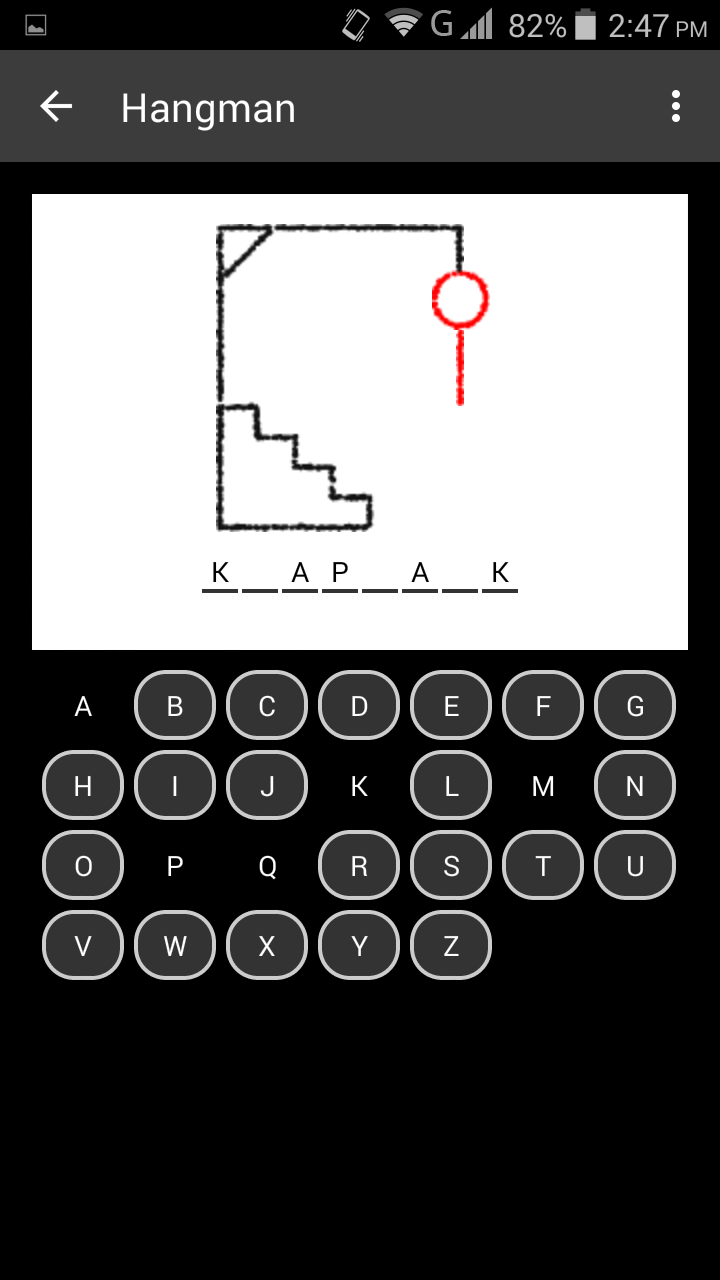 G 82% 2:47 PM
Hangman
K _ A P _ A _ K
A B C D E F G
H I J K L M N
O P Q R S T U
V W X Y Z